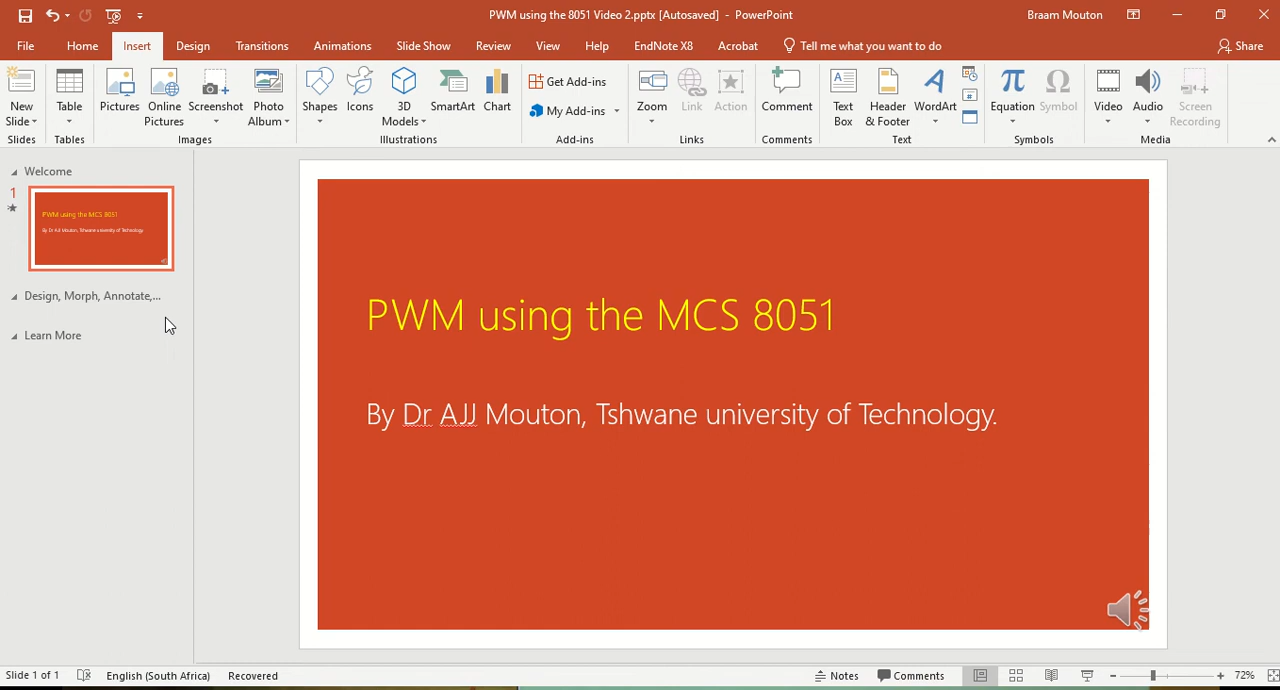 PWM using the 8051 Video 2.pptx [Autosaved] - PowerPoint
Braam Mouton
File Home Insert Design Transitions Animations Slide Show Review View Help EndNote X8 Acrobat Tell me what you want to do Share
New Slide Table Pictures Online Pictures Screenshot Photo Album Shapes Icons 3D Models SmartArt Chart Get Add-ins My Add-ins Zoom Link Action Comment Text Box Header & Footer WordArt Equation Symbol Video Audio Screen Recording
Slides Tables Images Illustrations Add-ins Links Comments Text Symbols Media
Welcome
1
PWM using the MCS 8051
By Dr AJJ Mouton, Tshwane university of Technology.
Design, Morph, Annotate,...
Learn More
PWM using the MCS 8051
By Dr AJJ Mouton, Tshwane university of Technology.
Slide 1 of 1 English (South Africa) Recovered Notes Comments 72%